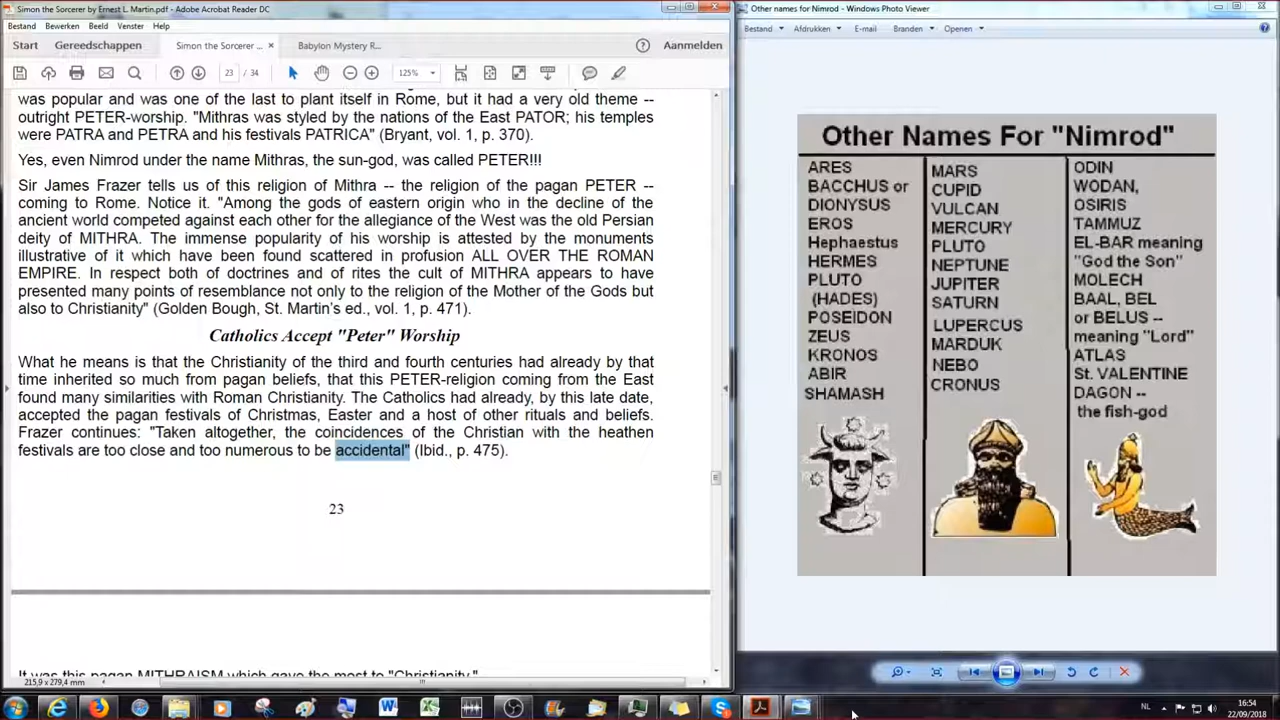 Simon the Sorcerer by Ernest L. Martin.pdf - Adobe Acrobat Reader DC
Bestand Bewerken Beeld Venster Help
Start Gereedschappen Simon the Sorcerer ... × Babylon Mystery R... Aanmelden
23 / 34 125%
was popular and was one of the last to plant itself in Rome, but it had a very old theme --
outright PETER-worship. "Mithras was styled by the nations of the East PATOR; his temples
were PATRA and PETRA and his festivals PATRICA" (Bryant, vol. 1, p. 370).
Yes, even Nimrod under the name Mithras, the sun-god, was called PETER!!!
Sir James Frazer tells us of this religion of Mithra -- the religion of the pagan PETER --
coming to Rome. Notice it. "Among the gods of eastern origin who in the decline of the
ancient world competed against each other for the allegiance of the West was the old Persian
deity of MITHRA. The immense popularity of his worship is attested by the monuments
illustrative of it which have been found scattered in profusion ALL OVER THE ROMAN
EMPIRE. In respect both of doctrines and of rites the cult of MITHRA appears to have
presented many points of resemblance not only to the religion of the Mother of the Gods but
also to Christianity" (Golden Bough, St. Martin's ed., vol. 1, p. 471).
Catholics Accept "Peter" Worship
What he means is that the Christianity of the third and fourth centuries had already by that
time inherited so much from pagan beliefs, that this PETER-religion coming from the East
found many similarities with Roman Christianity. The Catholics had already, by this late date,
accepted the pagan festivals of Christmas, Easter and a host of other rituals and beliefs.
Frazer continues: "Taken altogether, the coincidences of the Christian with the heathen
festivals are too close and too numerous to be accidental" (Ibid., p. 475).
23
It was this pagan MITHRAISM which gave the most to "Christianity."
215,9 x 279,4 mm
Other names for Nimrod - Windows Photo Viewer
Bestand Afdrukken E-mail Branden Openen
Other Names For "Nimrod"
ARES
BACCHUS or
DIONYSUS
EROS
Hephaestus
HERMES
PLUTO
(HADES)
POSEIDON
ZEUS
KRONOS
ABIR
SHAMASH
MARS
CUPID
VULCAN
MERCURY
PLUTO
NEPTUNE
JUPITER
SATURN
LUPERCUS
MARDUK
NEBO
CRONUS
ODIN
WODAN,
OSIRIS
TAMMUZ
EL-BAR meaning
"God the Son"
MOLECH
BAAL, BEL
or BELUS --
meaning "Lord"
ATLAS
St. VALENTINE
DAGON --
the fish-god
NL
16:54
22/09/2018